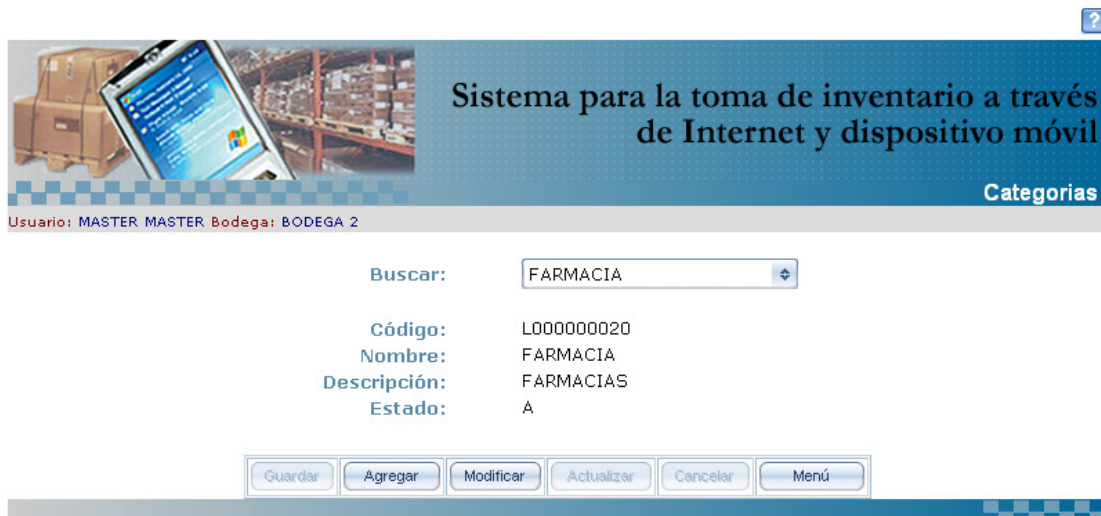 ?
Sistema para la toma de inventario a través
de Internet y dispositivo móvil
Categorias
Usuario: MASTER MASTER Bodega: BODEGA 2
Buscar: FARMACIA
Código: L000000020
Nombre: FARMACIA
Descripción: FARMACIAS
Estado: A
Guardar Agregar Modificar Actualizar Cancelar Menú